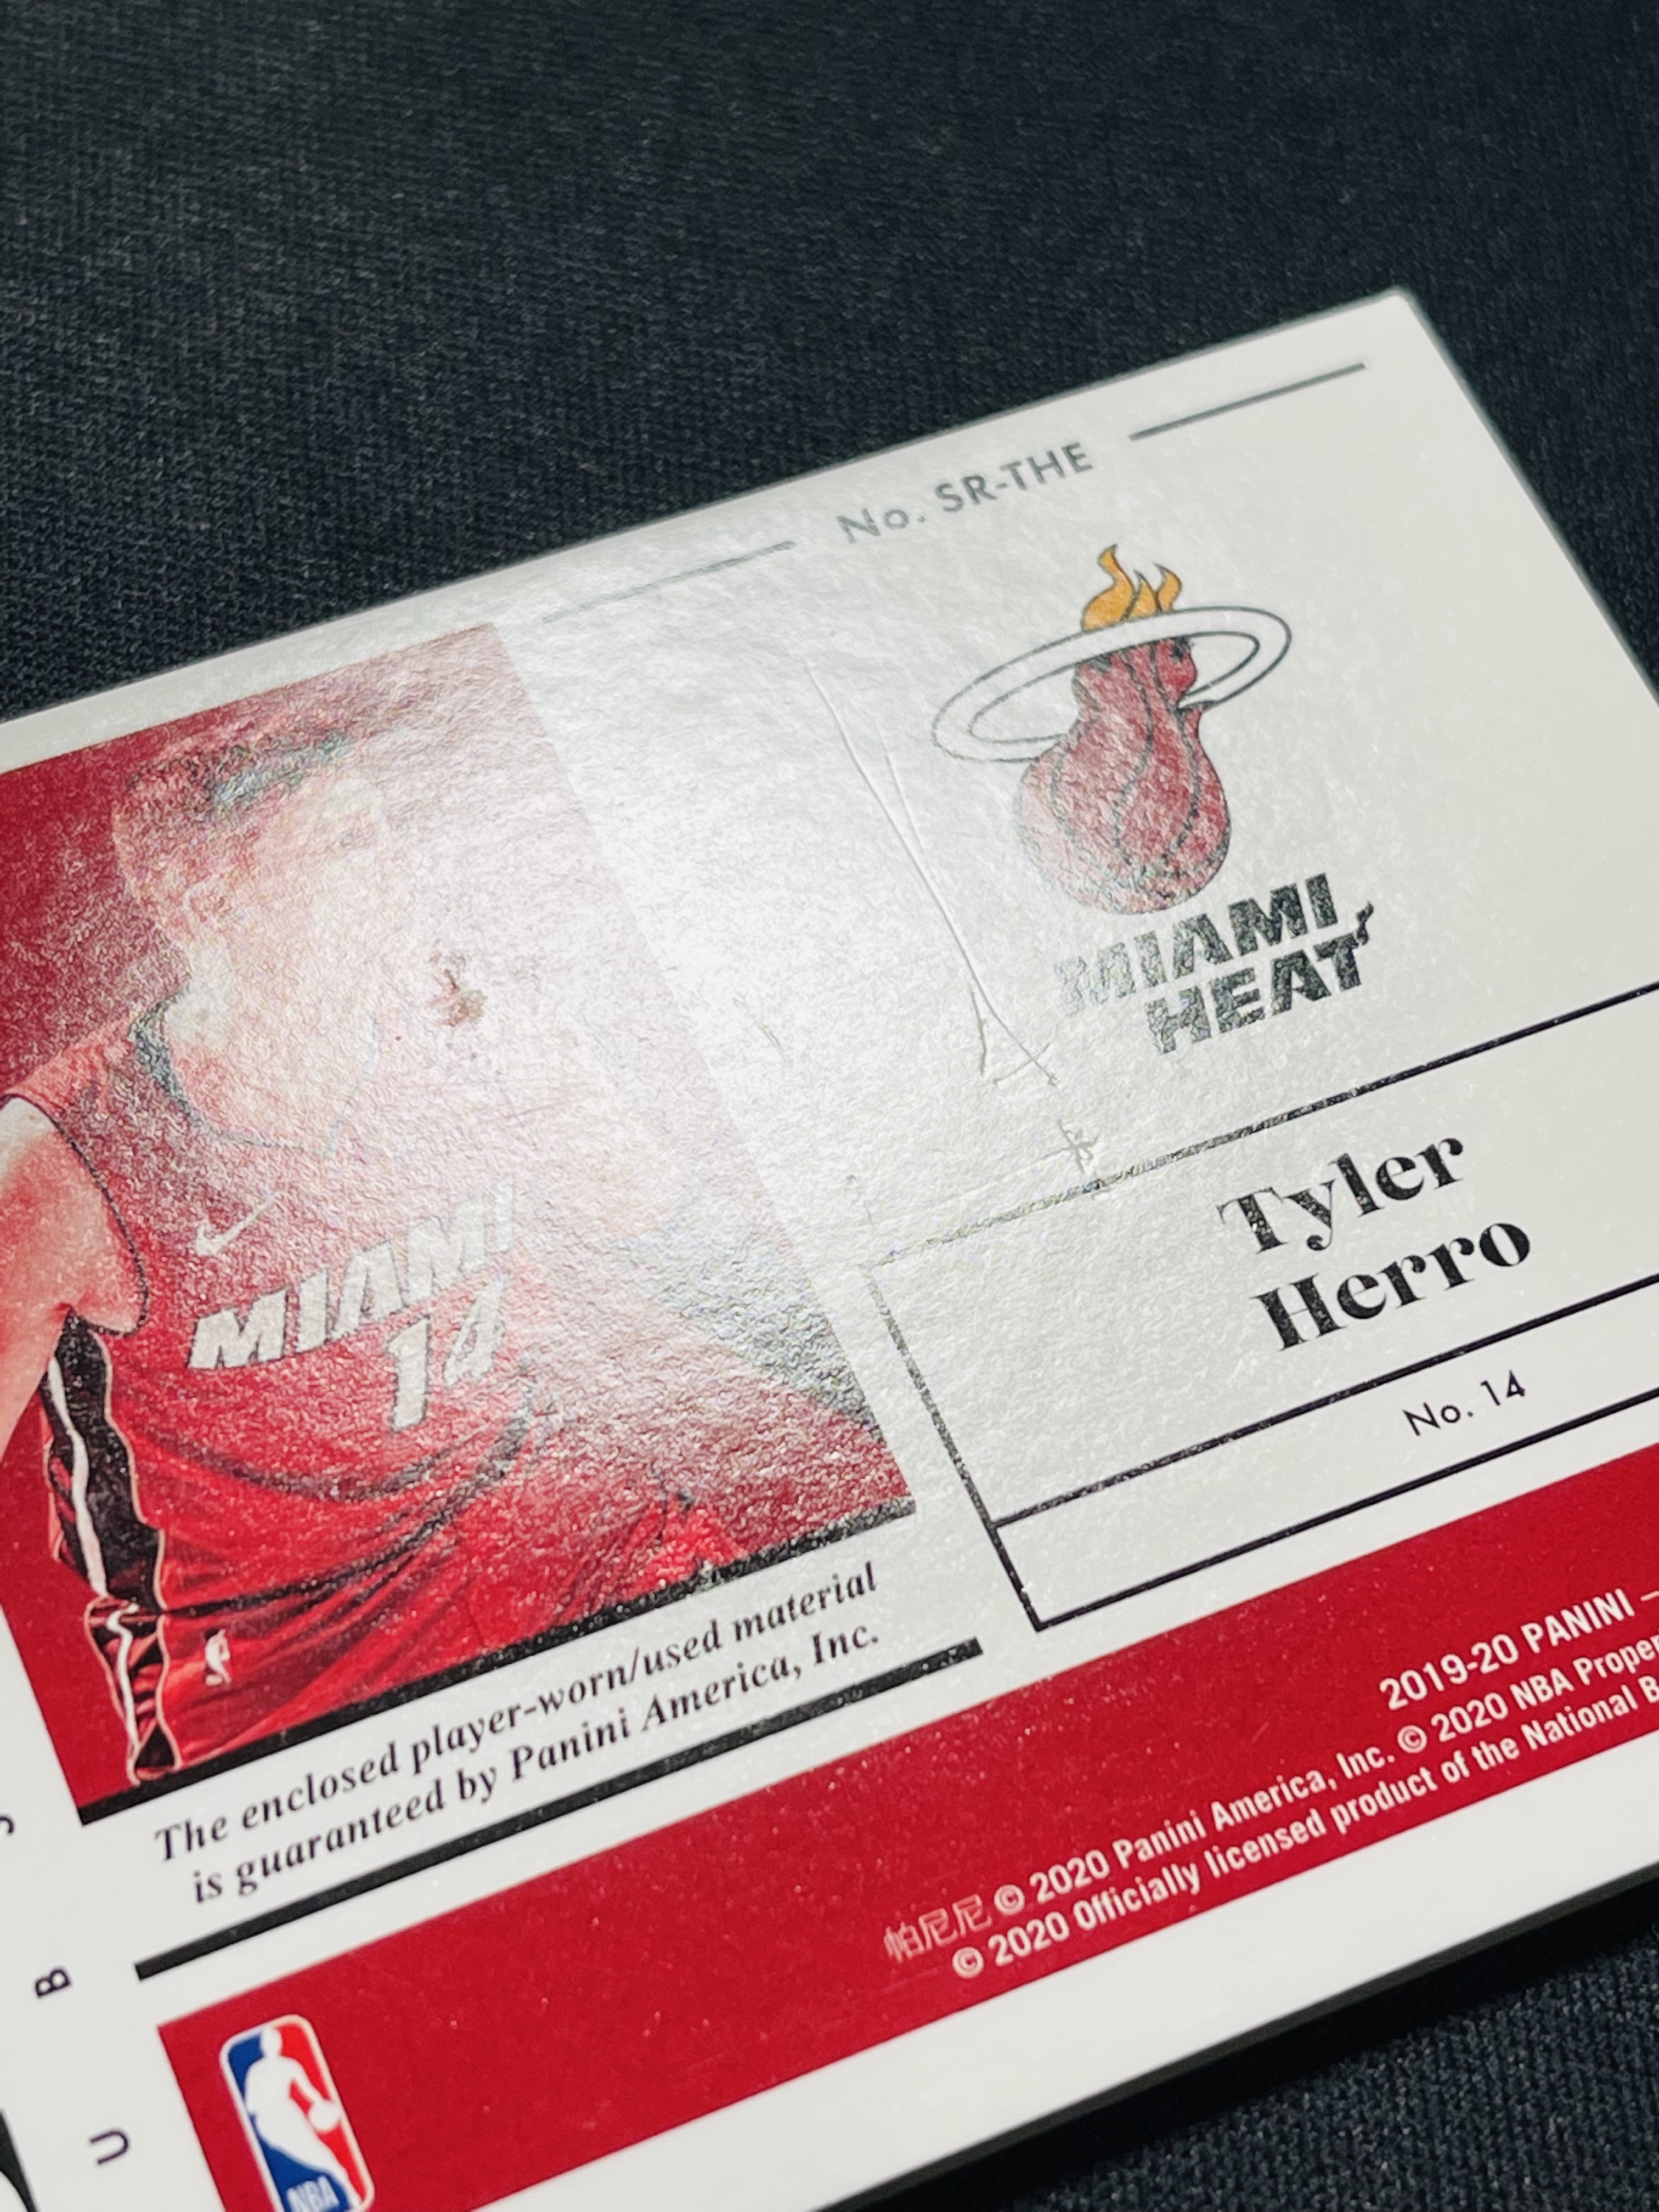 No. SR-THE
MIAMI
HEAT
Tyler
Herro
No. 14
MIAMI
14
The enclosed player-worn/used material
is guaranteed by Panini America, Inc.
2019-20 PANINI –
帕尼尼 © 2020 Panini America, Inc. © 2020 NBA
© 2020 Officially licensed product of the National
B
U
NBA